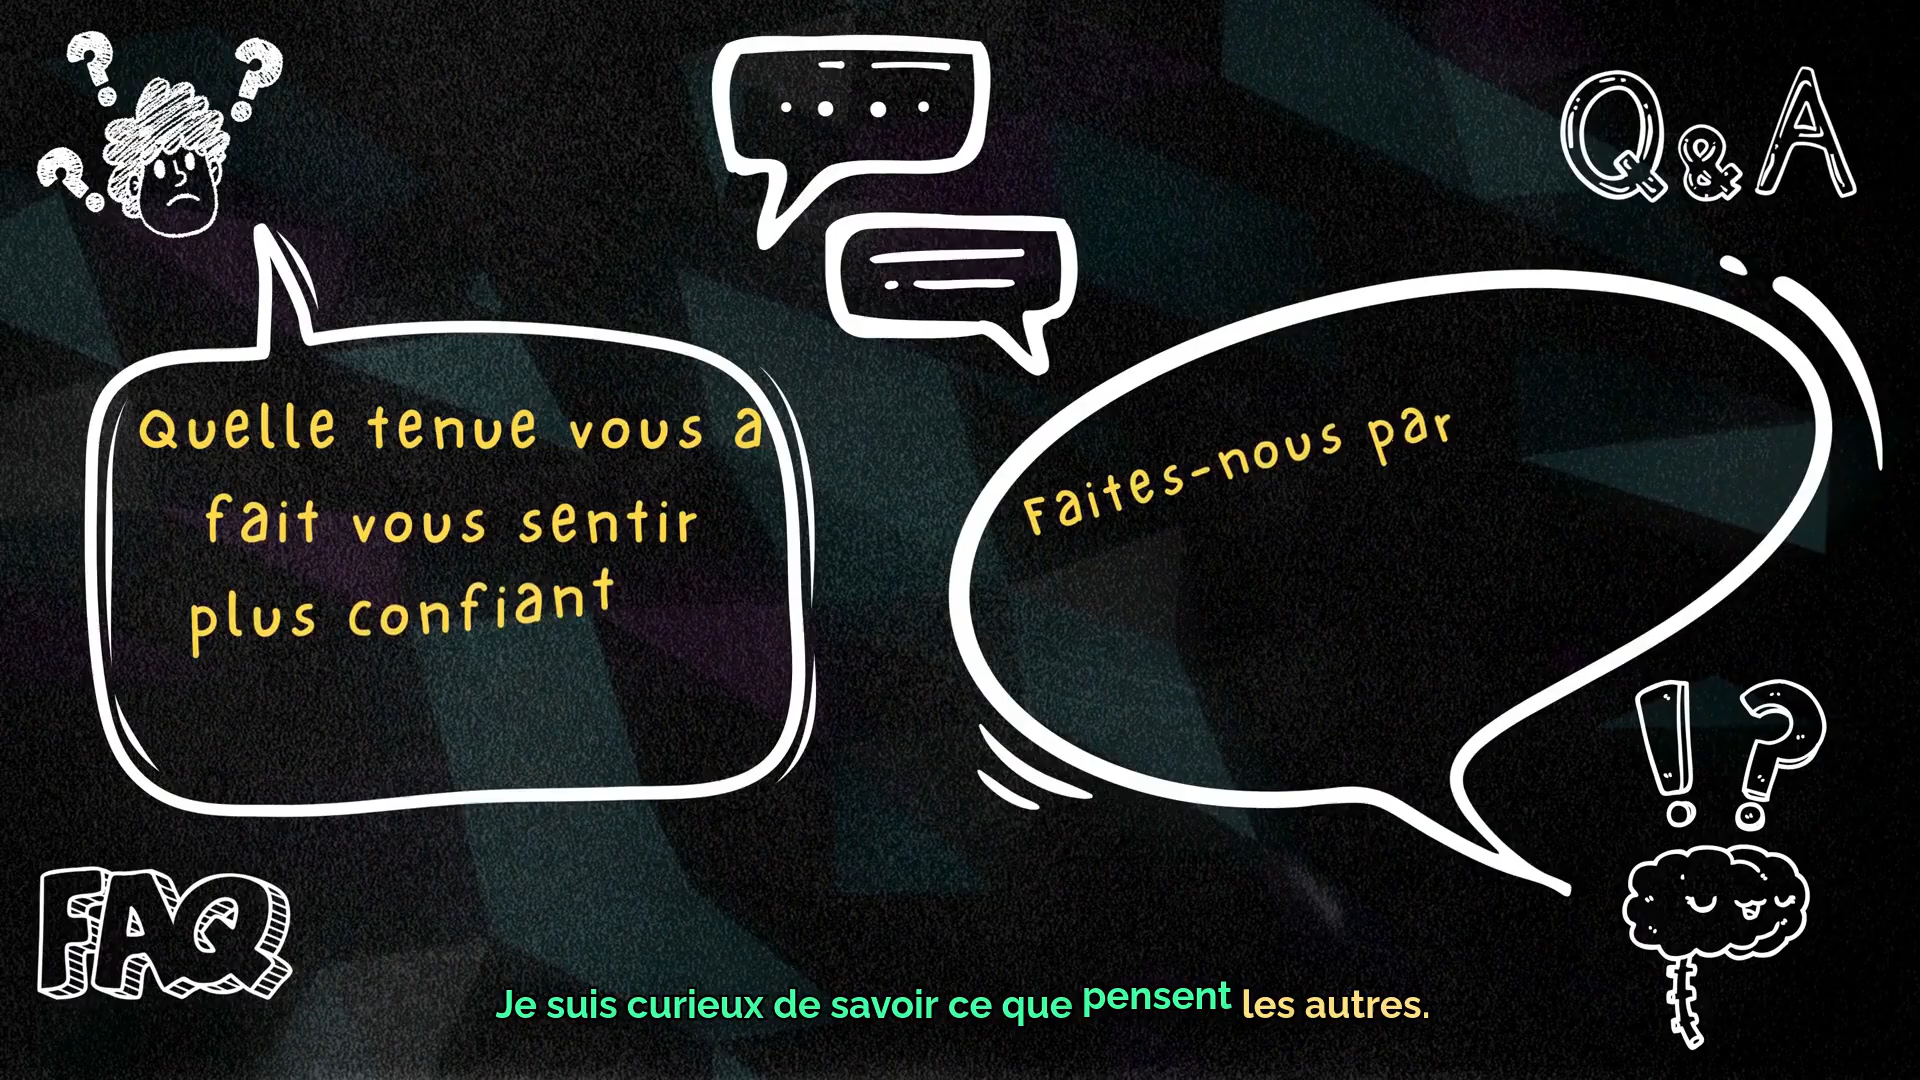 Q & A
Quelle tenue vous a
fait vous sentir
plus confiant
Faites-nous par
! ?
FAQ
Je suis curieux de savoir ce que pensent les autres.